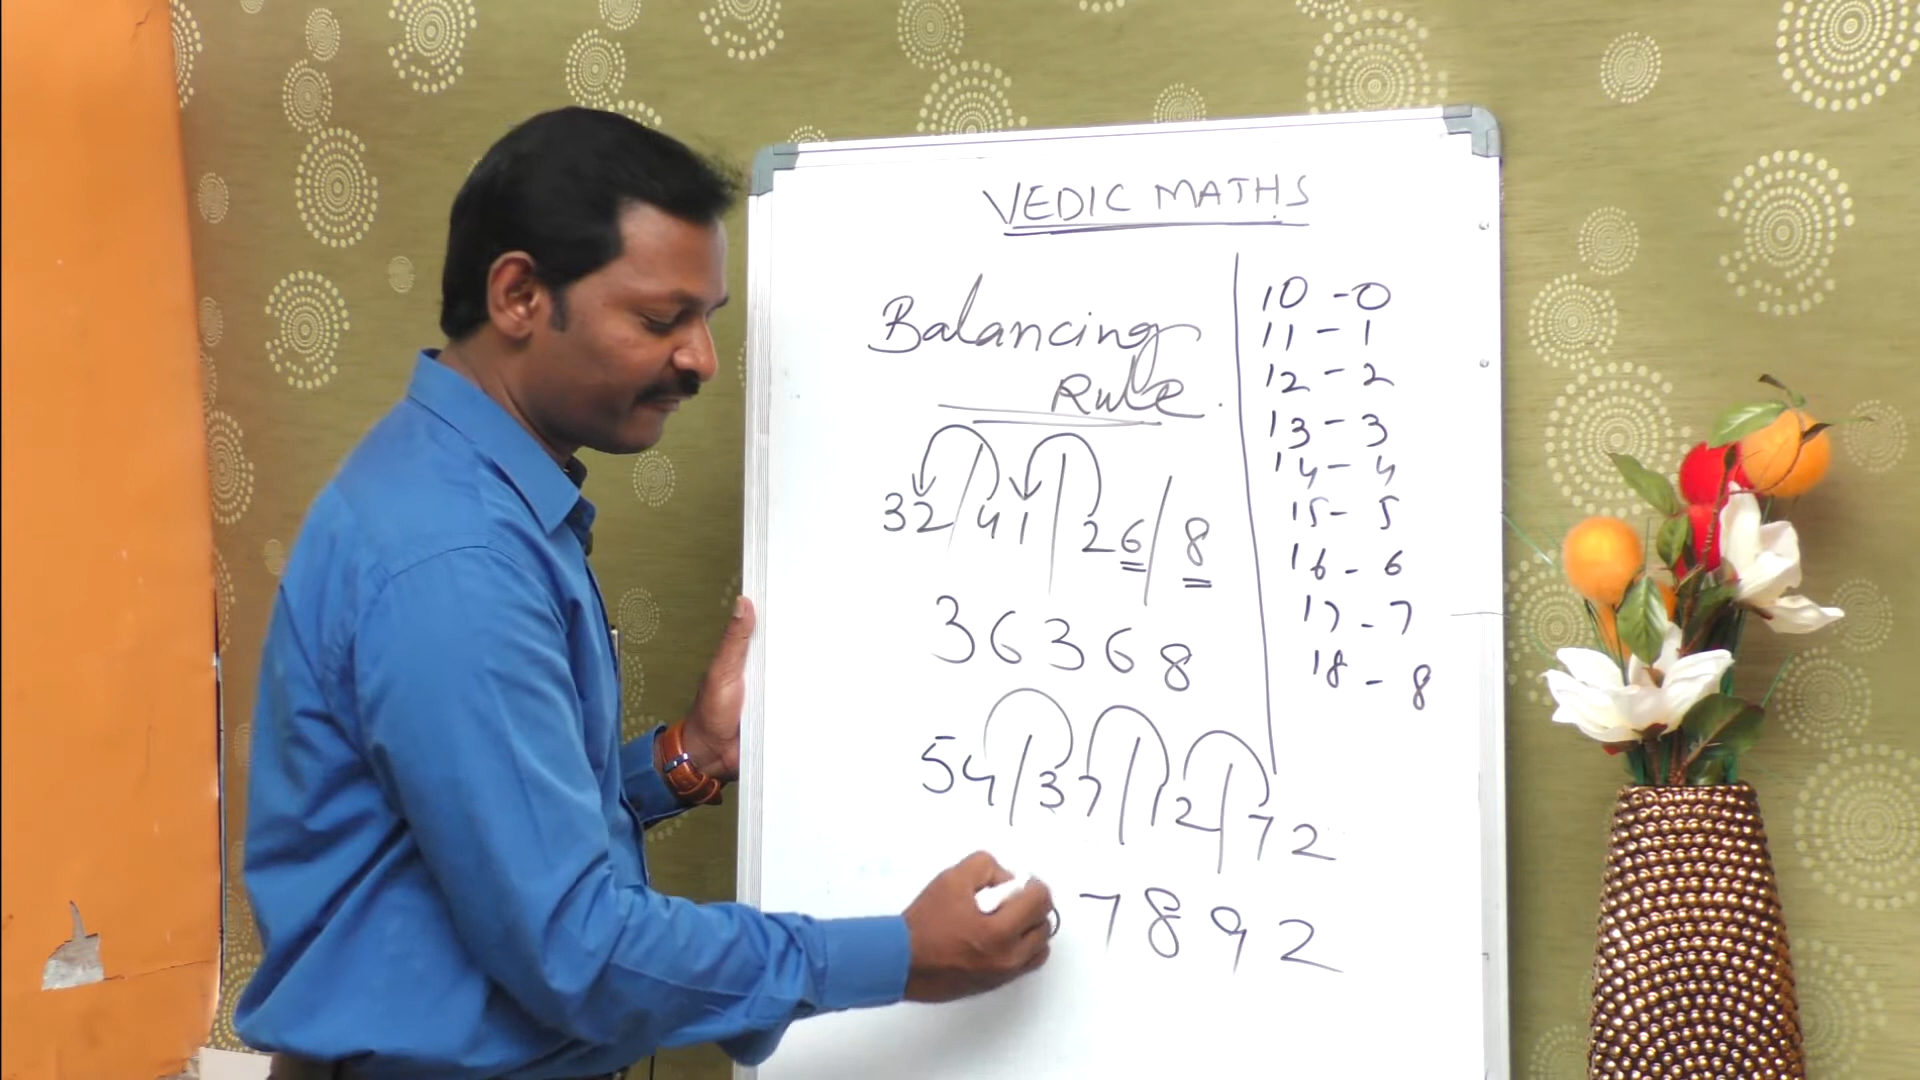 VEDIC MATHS
Balancing
Rule.
32/41/26/8
36368
54/37/12/72
7892
10 - 0
11 - 1
12 - 2
13 - 3
14 - 4
15 - 5
16 - 6
17 - 7
18 - 8